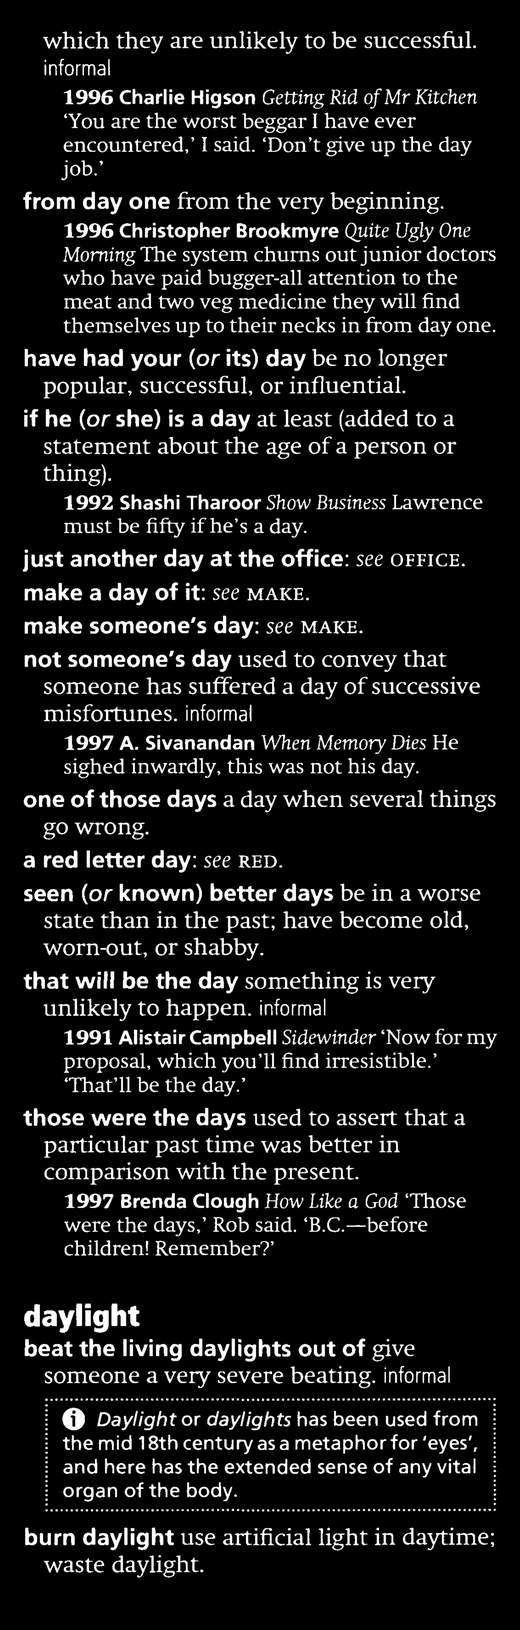 which they are unlikely to be successful.
informal
1996 Charlie Higson Getting Rid of Mr Kitchen
‘You are the worst beggar I have ever
encountered,’ I said. ‘Don’t give up the day
job.’
from day one from the very beginning.
1996 Christopher Brookmyre Quite Ugly One
Morning The system churns out junior doctors
who have paid bugger-all attention to the
meat and two veg medicine they will find
themselves up to their necks in from day one.
have had your (or its) day be no longer
popular, successful, or influential.
if he (or she) is a day at least (added to a
statement about the age of a person or
thing).
1992 Shashi Tharoor Show Business Lawrence
must be fifty if he’s a day.
just another day at the office: see OFFICE.
make a day of it: see MAKE.
make someone’s day: see MAKE.
not someone’s day used to convey that
someone has suffered a day of successive
misfortunes. informal
1997 A. Sivanandan When Memory Dies He
sighed inwardly, this was not his day.
one of those days a day when several things
go wrong.
a red letter day: see RED.
seen (or known) better days be in a worse
state than in the past; have become old,
worn-out, or shabby.
that will be the day something is very
unlikely to happen. informal
1991 Alistair Campbell Sidewinder ‘Now for my
proposal, which you’ll find irresistible.’
‘That’ll be the day.’
those were the days used to assert that a
particular past time was better in
comparison with the present.
1997 Brenda Clough How Like a God ‘Those
were the days,’ Rob said. ‘B.C.—before
children! Remember?’
daylight
beat the living daylights out of give
someone a very severe beating. informal
Daylight or daylights has been used from
the mid 18th century as a metaphor for ‘eyes’,
and here has the extended sense of any vital
organ of the body.
burn daylight use artificial light in daytime;
waste daylight.